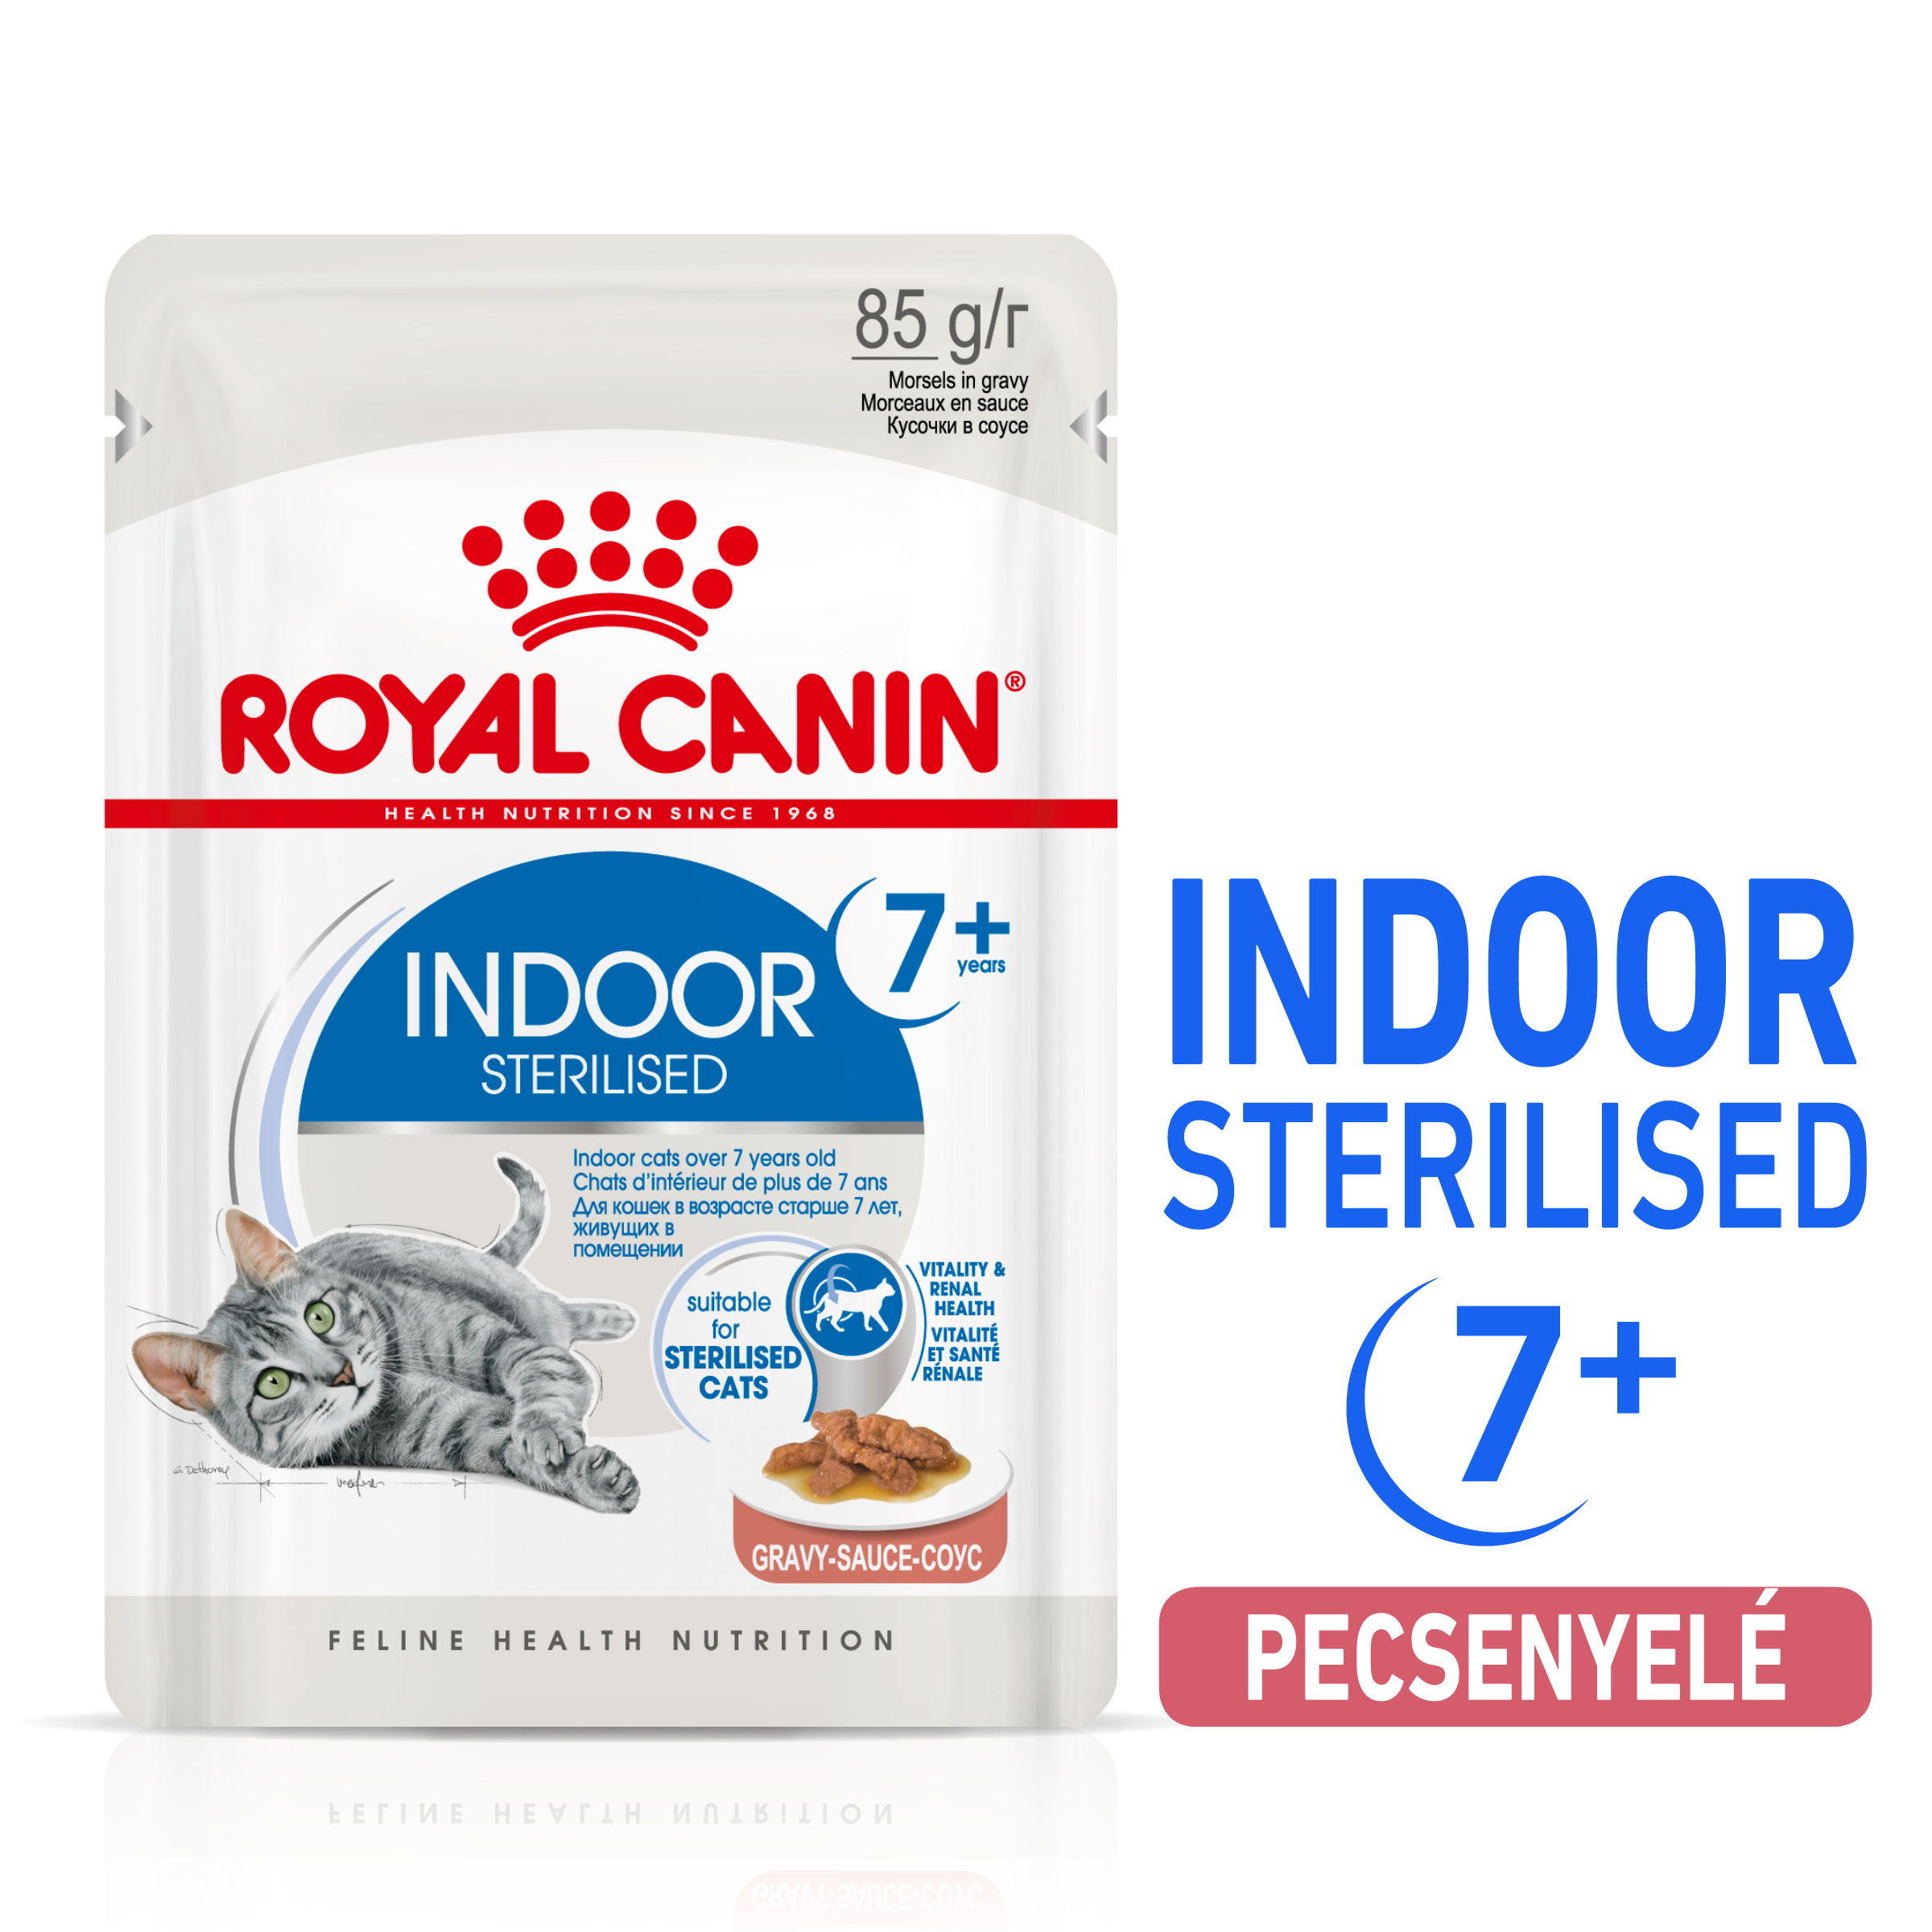 85 g/г
Morsels in gravy
Morceaux en sauce
Кусочки в соусе
ROYAL CANIN®
HEALTH NUTRITION SINCE 1968
7+
years
INDOOR
STERILISED
Indoor cats over 7 years old
Chats d'intérieur de plus de 7 ans
Для кошек в возрасте старше 7 лет,
живущих в
помещении
suitable
for
STERILISED
CATS
VITALITY &
RENAL
HEALTH
VITALITÉ
ET SANTÉ
RÉNALE
GRAVY-SAUCE-СОУС
FELINE HEALTH NUTRITION
INDOOR
STERILISED
7+
PECSENYELÉ